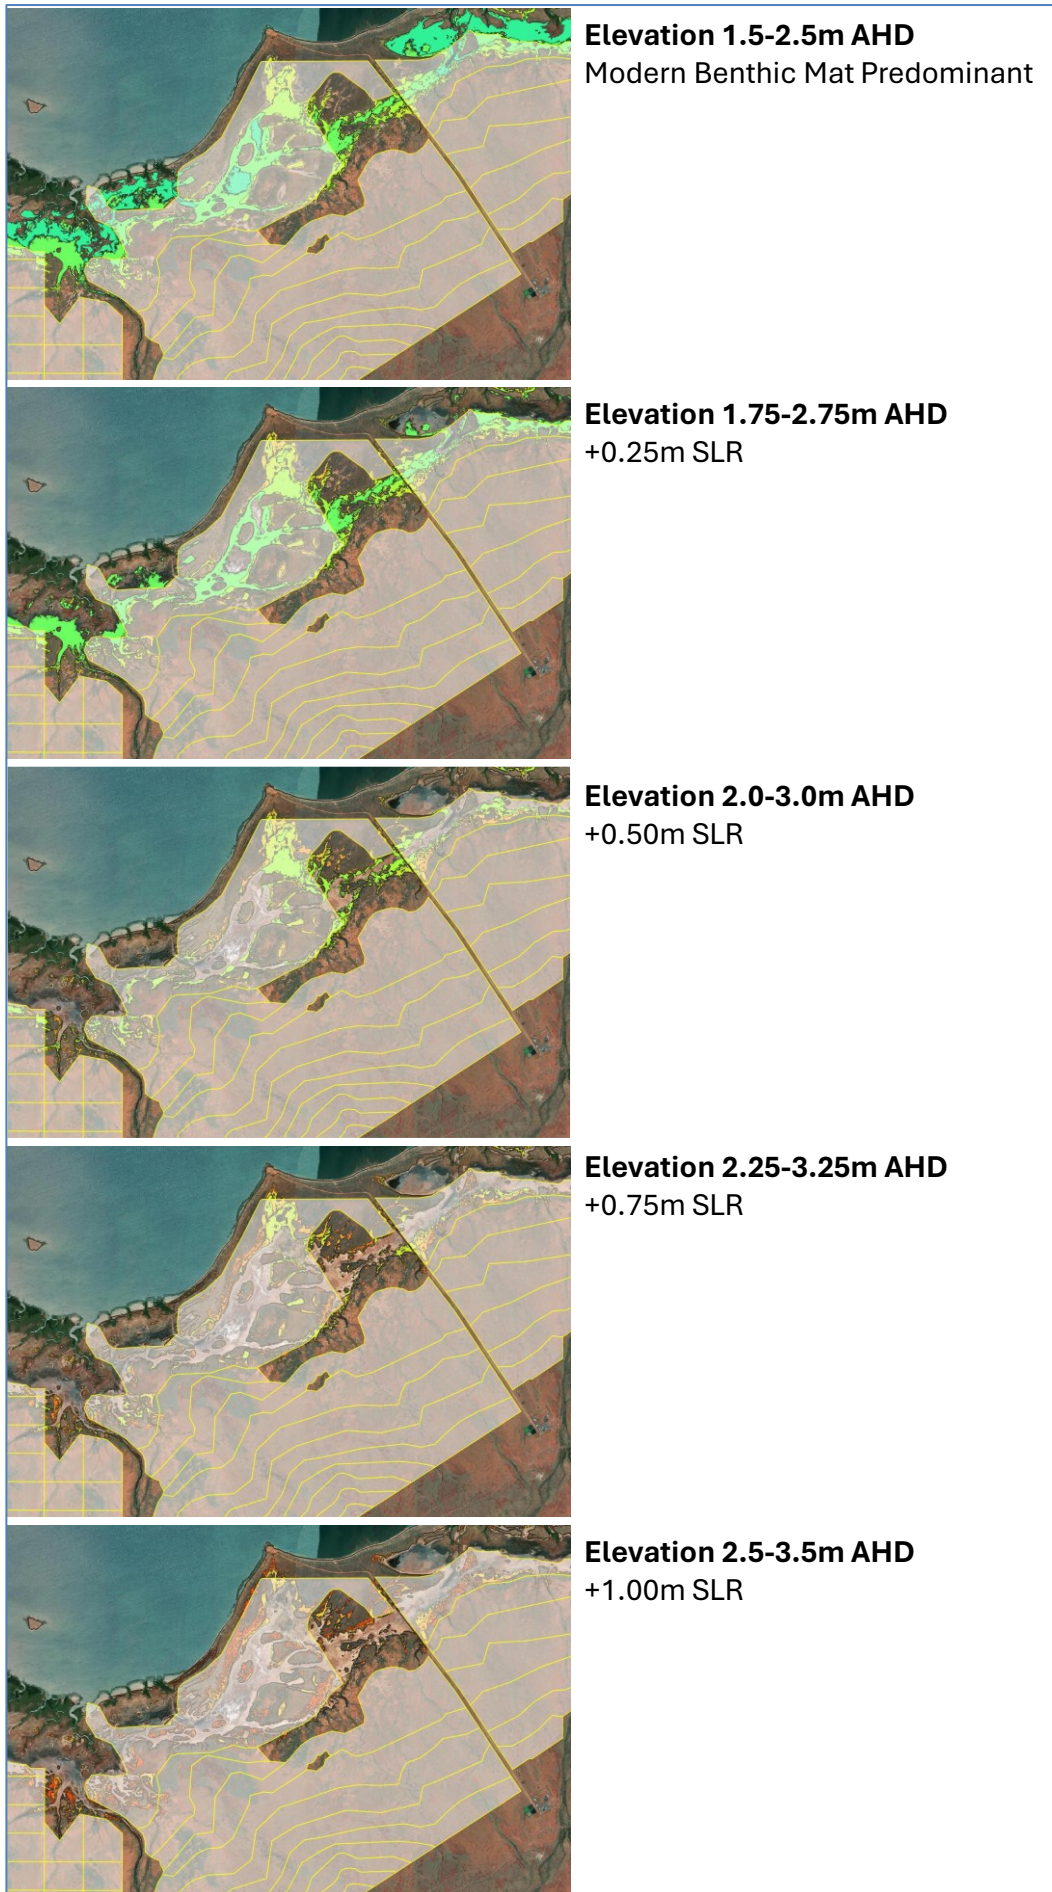 Elevation 1.5-2.5m AHD
Modern Benthic Mat Predominant
Elevation 1.75-2.75m AHD
+0.25m SLR
Elevation 2.0-3.0m AHD
+0.50m SLR
Elevation 2.25-3.25m AHD
+0.75m SLR
Elevation 2.5-3.5m AHD
+1.00m SLR